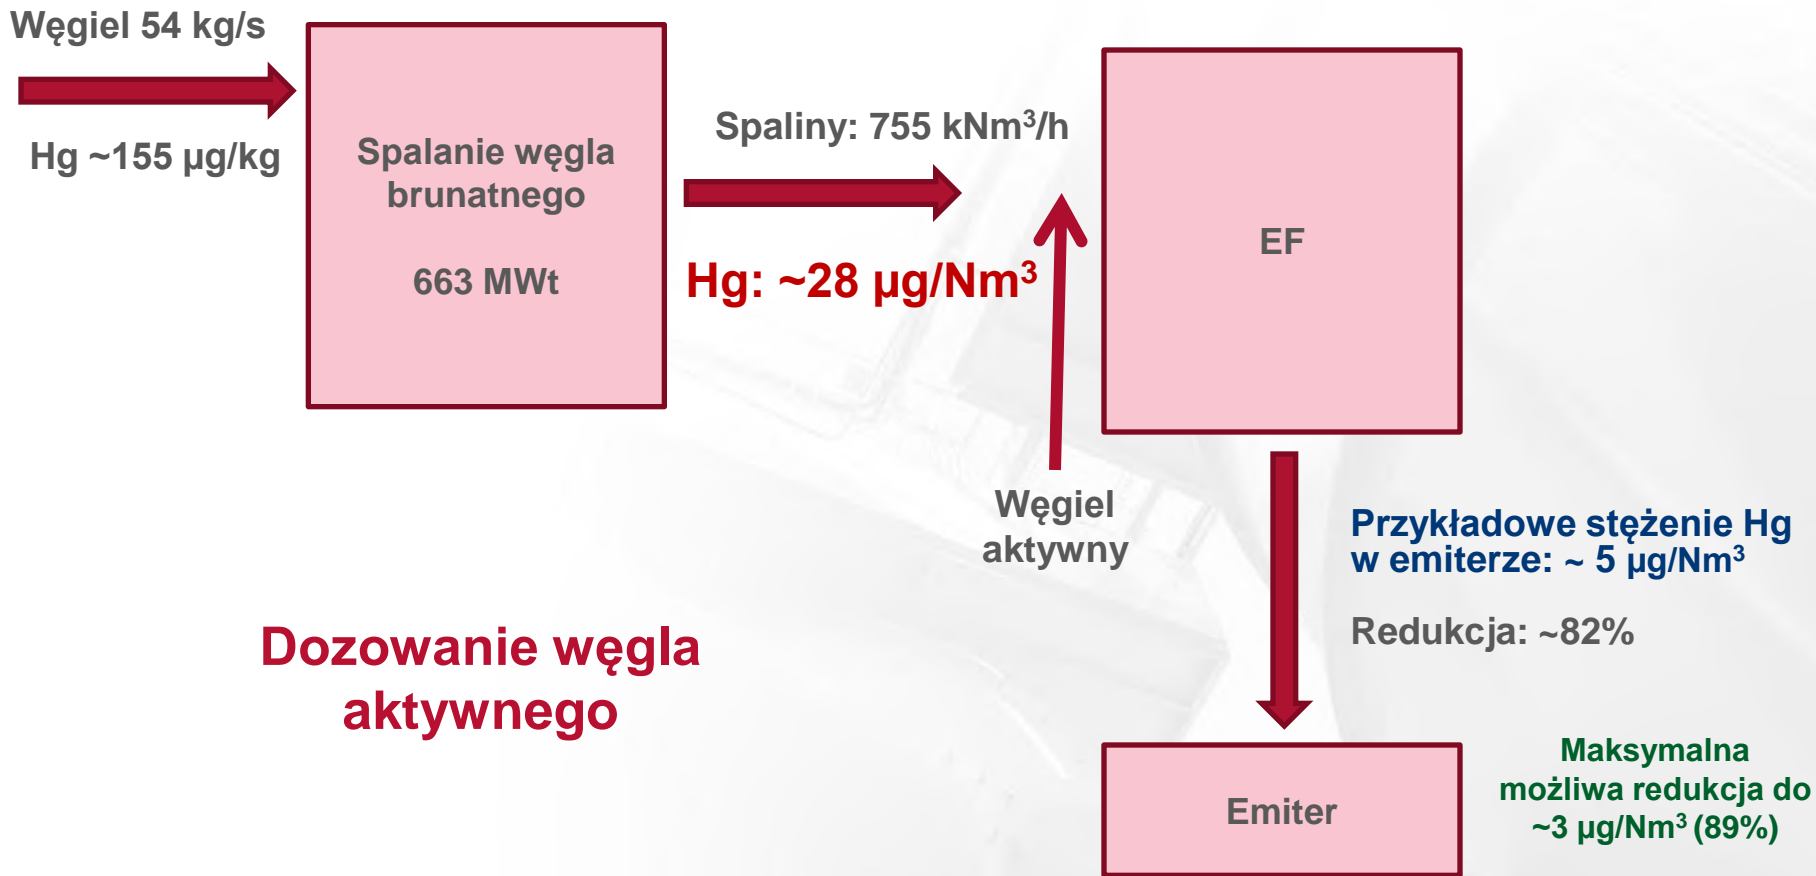 Węgiel 54 kg/s
Hg ~155 µg/kg
Spalanie węgla
brunatnego
663 MWt
Spaliny: 755 kNm³/h
Hg: ~28 µg/Nm³
EF
Węgiel
aktywny
Przykładowe stężenie Hg
w emiterze: ~ 5 µg/Nm³
Redukcja: ~82%
Dozowanie węgla
aktywnego
Emiter
Maksymalna
możliwa redukcja do
~3 µg/Nm³ (89%)